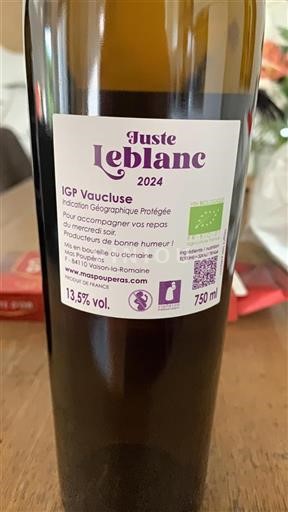 Juste
Leblanc
2024
IGP Vaucluse
Indication Géographique Protégée
Pour accompagner vos repas
du mercredi soir.
Producteurs de bonne humeur !
Mis en bouteille au domaine
Mas Poupéras
F - 84110 Vaison-la-Romaine
www.maspouperas.com
PRODUIT DE FRANCE
13,5% vol.
750 ml